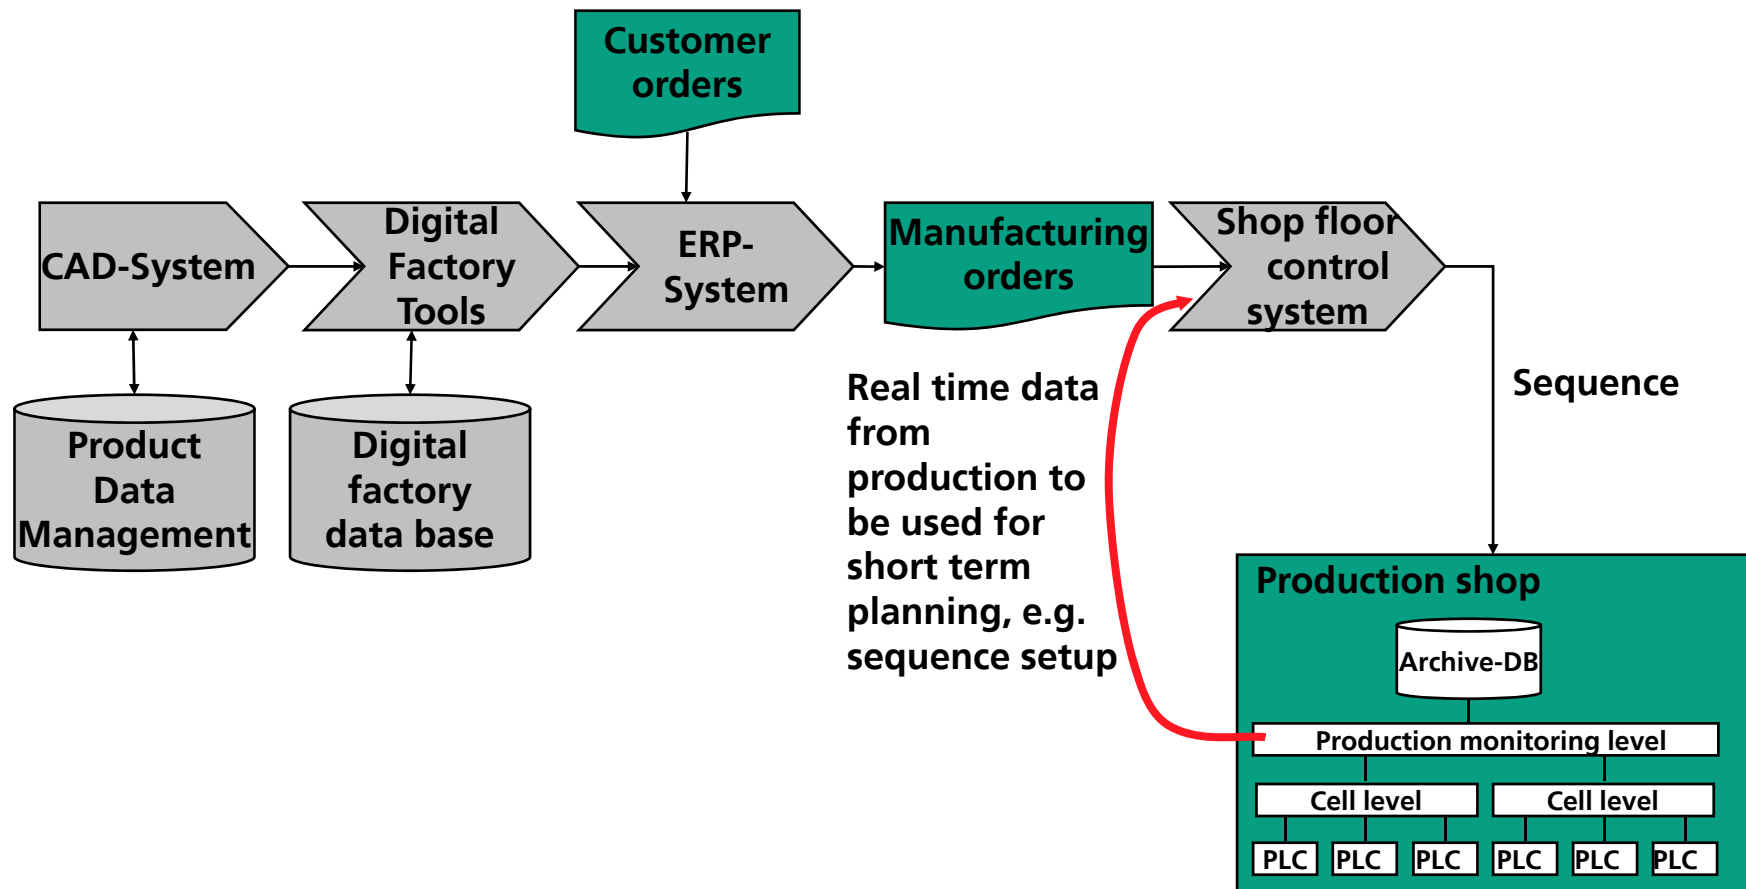 Customer
orders
CAD-System
Digital
Factory
Tools
ERP-
System
Manufacturing
orders
Shop floor
control
system
Product
Data
Management
Digital
factory
data base
Real time data
from
production to
be used for
short term
planning, e.g.
sequence setup
Sequence
Production shop
Archive-DB
Production monitoring level
Cell level
Cell level
PLC
PLC
PLC
PLC
PLC
PLC